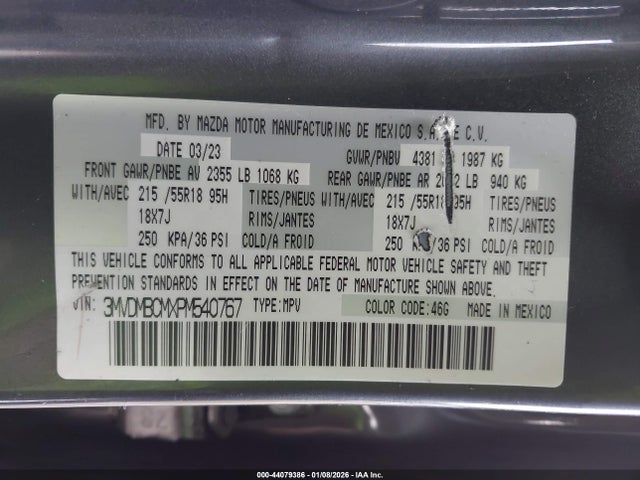 MFD. BY MAZDA MOTOR MANUFACTURING DE MEXICO S.A. C.V.
DATE 03/23 GVWR/PNBV 4381 1987 KG
FRONT GAWR/PNBE AV 2355 LB 1068 KG REAR GAWR/PNBE AR LB 940 KG
WITH/AVEC 215 /55R18 95H TIRES/PNEUS WITH/AVEC 215 /55R18 95H TIRES/PNEUS
18X7J RIMS/JANTES 18X7J RIMS/JANTES
250 KPA/36 PSI COLD/A FROID 250 /36 PSI COLD/A FROID
THIS VEHICLE CONFORMS TO ALL APPLICABLE FEDERAL MOTOR VEHICLE SAFETY AND THEFT
PREVENTION STANDARDS IN EFFECT ON THE DATE OF MANUFACTURE SHOWN ABOVE.
VIN: 3MVDMBCMXPM540767 TYPE:MPV COLOR CODE:46G MADE IN MEXICO
000-44079386 - 01/08/2026 - IAA Inc.